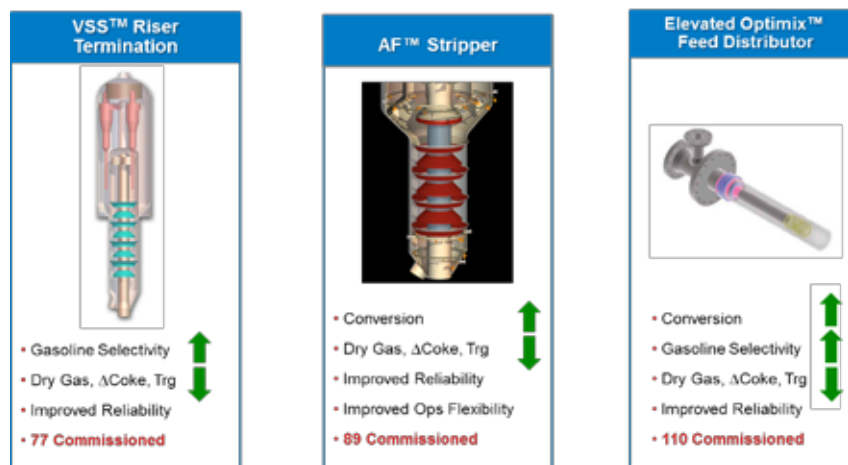 VSS™ Riser
Termination
• Gasoline Selectivity
• Dry Gas, ΔCoke, Trg
• Improved Reliability
• 77 Commissioned
AF™ Stripper
• Conversion
• Dry Gas, ΔCoke, Trg
• Improved Reliability
• Improved Ops Flexibility
• 89 Commissioned
Elevated Optimix™
Feed Distributor
• Conversion
• Gasoline Selectivity
• Dry Gas, ΔCoke, Trg
• Improved Reliability
• 110 Commissioned